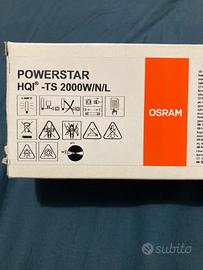 POWERSTAR
HQI® -TS 2000W/N/L
OSRAM
subito